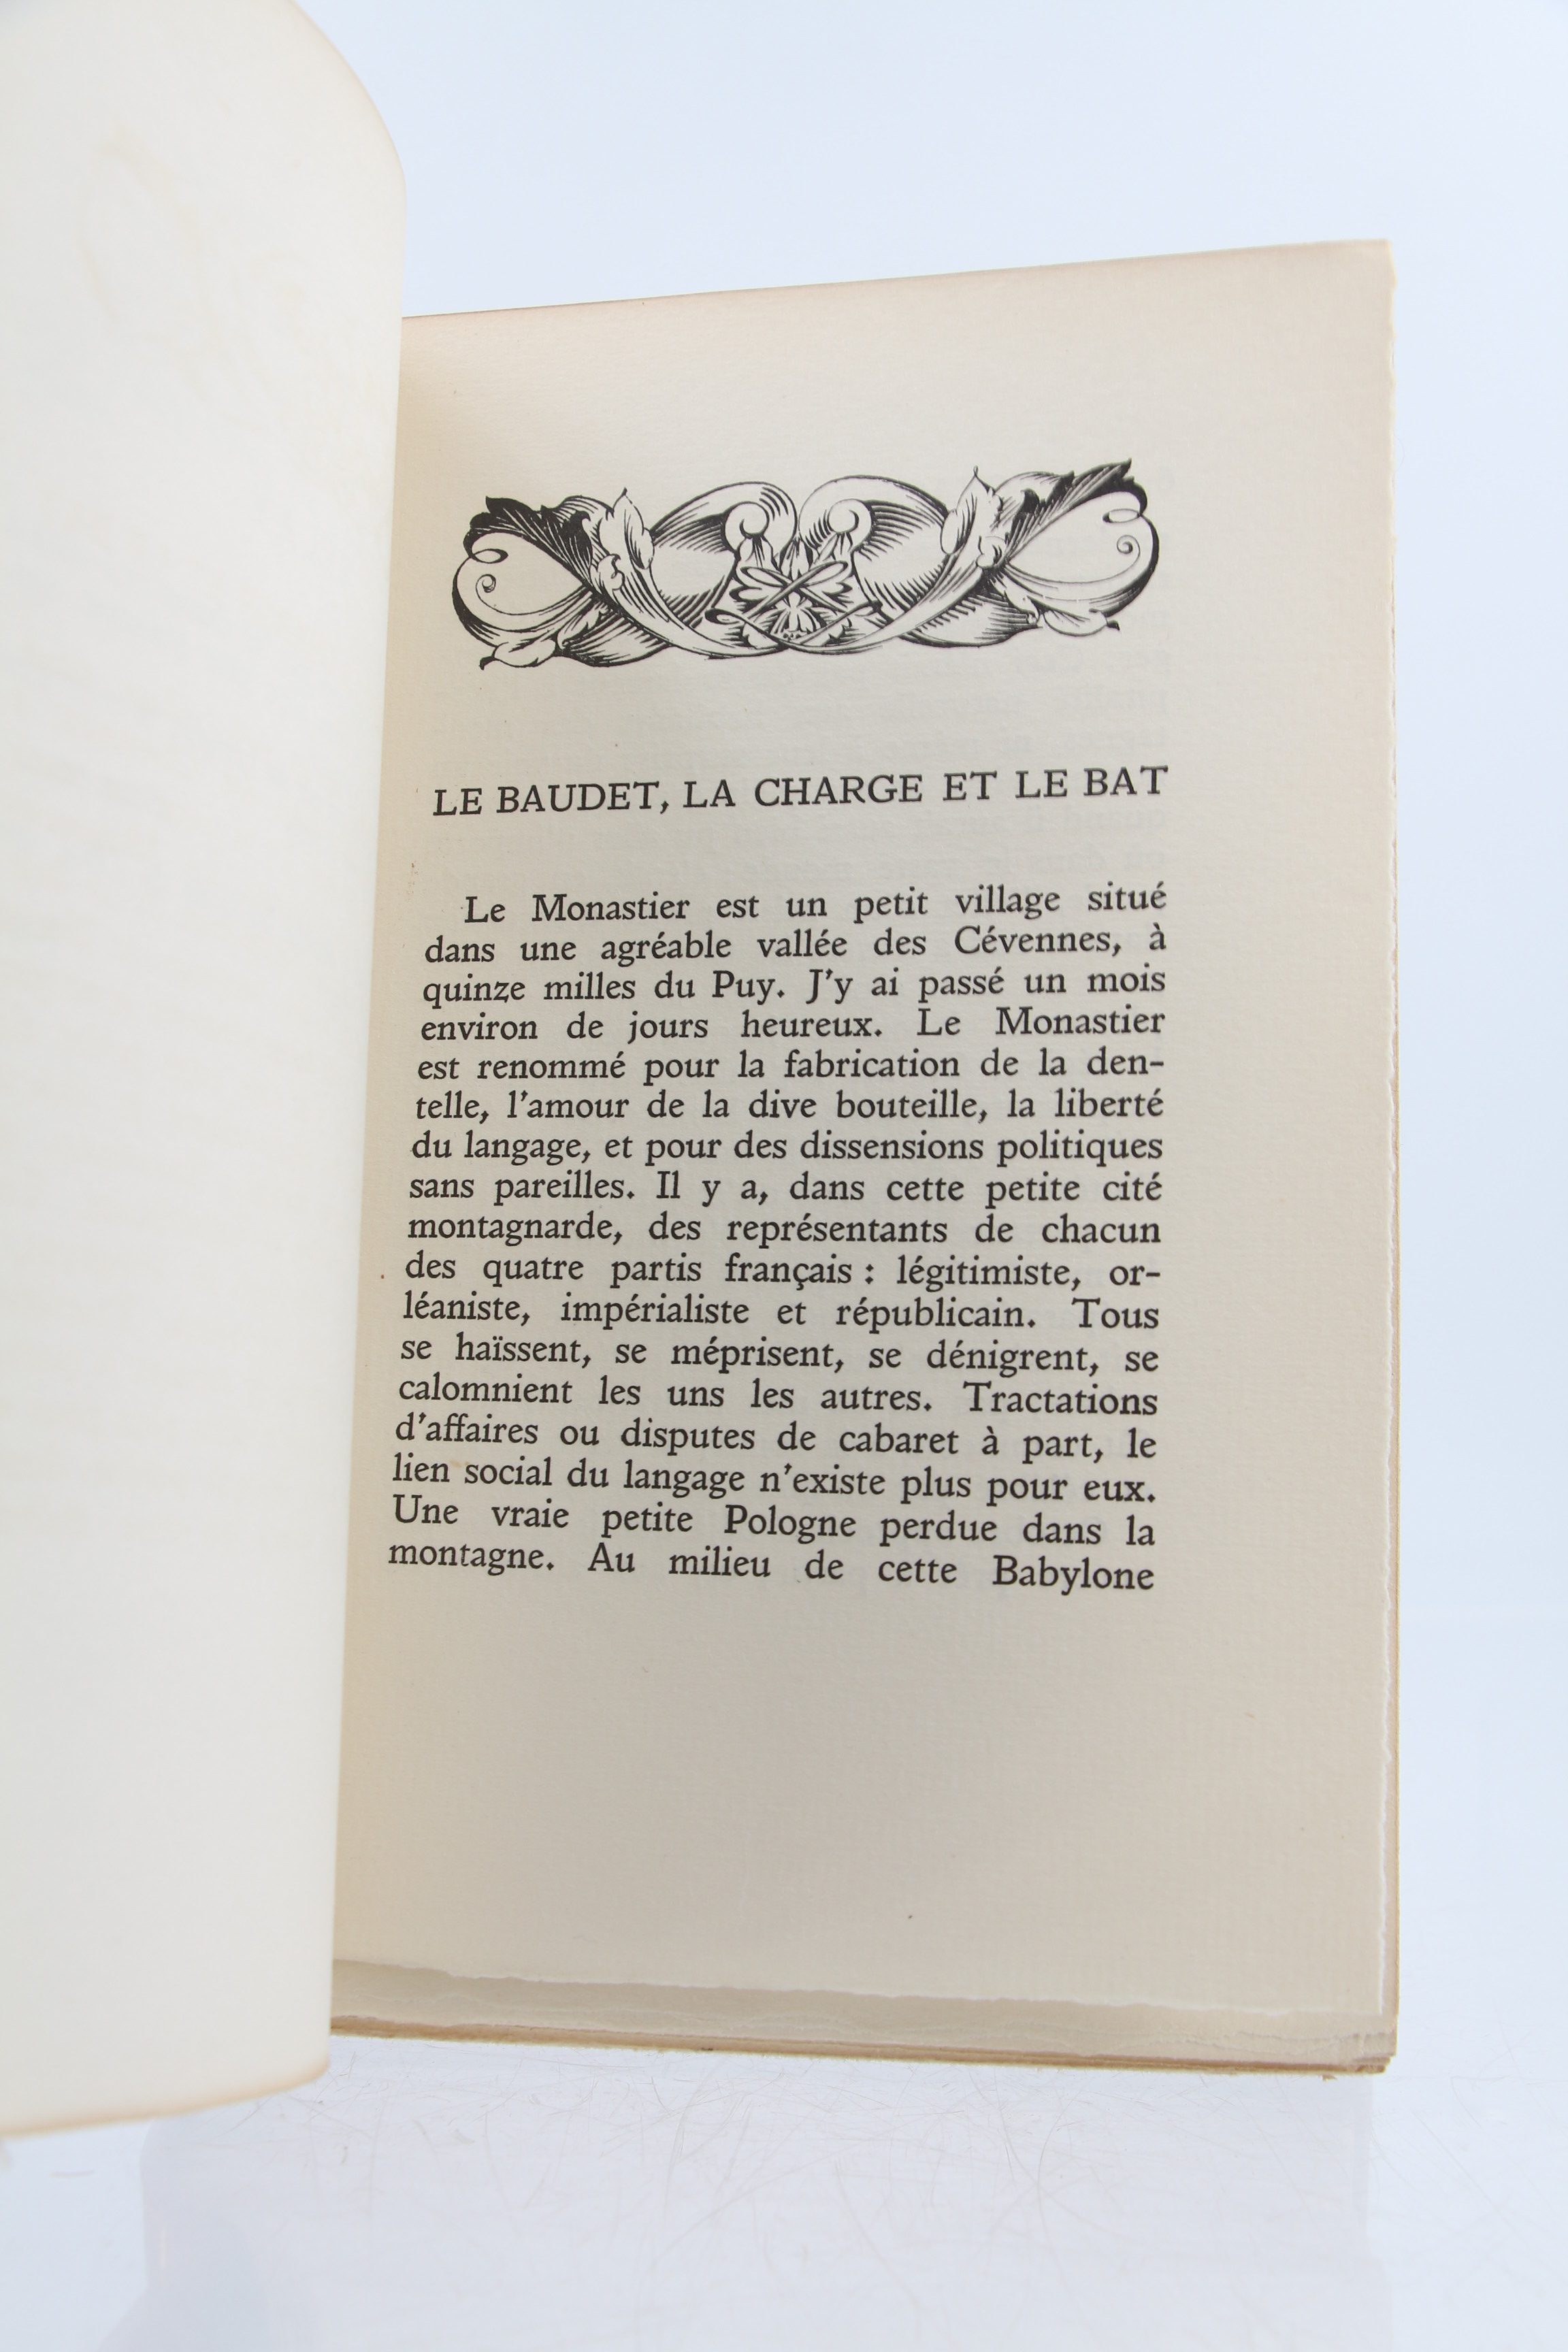 LE BAUDET, LA CHARGE ET LE BAT
Le Monastier est un petit village situé
dans une agréable vallée des Cévennes, à
quinze milles du Puy. J'y ai passé un mois
environ de jours heureux. Le Monastier
est renommé pour la fabrication de la den-
telle, l'amour de la dive bouteille, la liberté
du langage, et pour des dissensions politiques
sans pareilles. Il y a, dans cette petite cité
montagnarde, des représentants de chacun
des quatre partis français : légitimiste, or-
léaniste, impérialiste et républicain. Tous
se haïssent, se méprisent, se dénigrent, se
calomnient les uns les autres. Tractations
d'affaires ou disputes de cabaret à part, le
lien social du langage n'existe plus pour eux.
Une vraie petite Pologne perdue dans la
montagne. Au milieu de cette Babylone